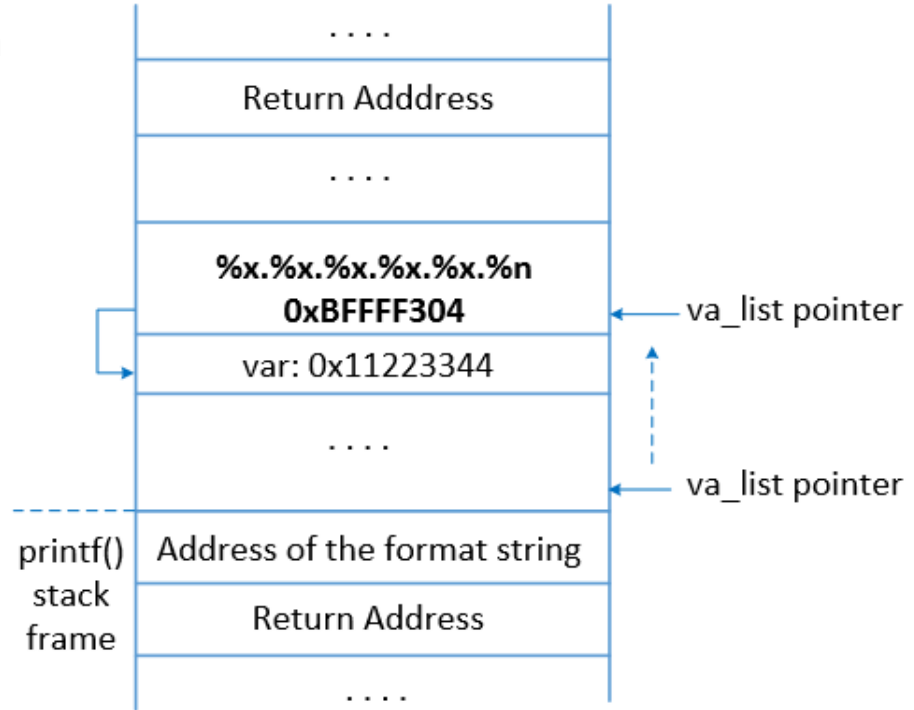 . . . .
Return Adddress
. . . .
%x.%x.%x.%x.%x.%n
0xBFFFF304
va_list pointer
var: 0x11223344
. . . .
va_list pointer
printf()
stack
frame
Address of the format string
Return Address
. . . .